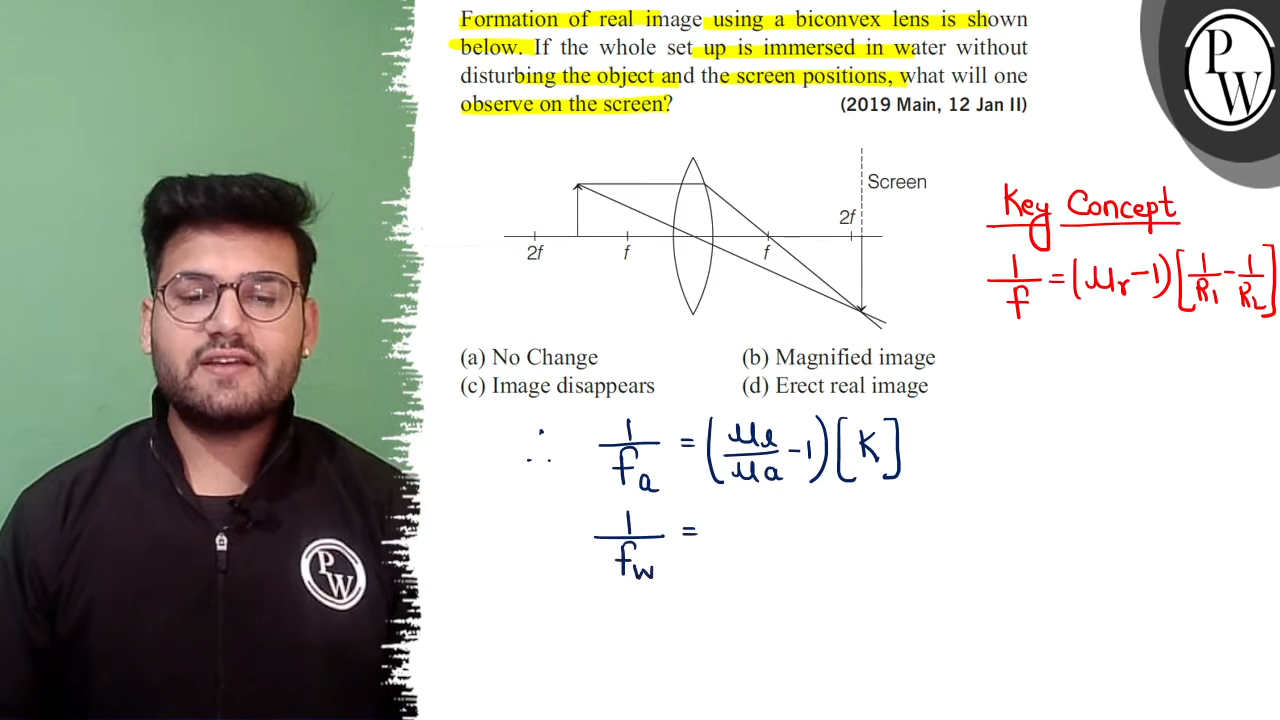 Formation of real image using a biconvex lens is shown
below. If the whole set up is immersed in water without
disturbing the object and the screen positions, what will one
observe on the screen? (2019 Main, 12 Jan II)
PW
Screen
2f
2f f f
Key Concept
1/f = (μr-1) [1/R1 - 1/R2]
(a) No Change (b) Magnified image
(c) Image disappears (d) Erect real image
∴ 1/fa = (μl/μa - 1) [K]
1/fw =
PW